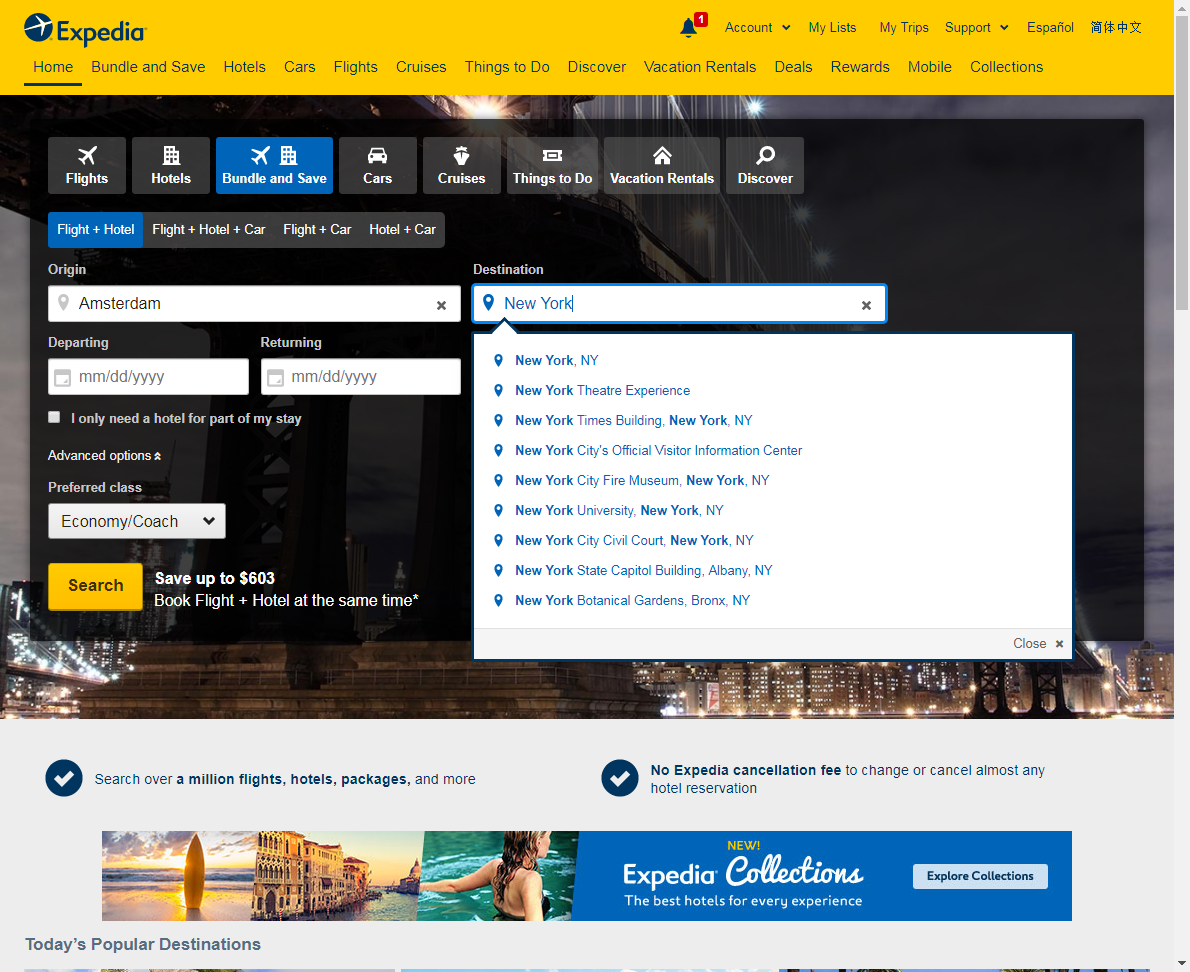 Expedia
1
Account
My Lists
My Trips
Support
Español
简体中文
Home
Bundle and Save
Hotels
Cars
Flights
Cruises
Things to Do
Discover
Vacation Rentals
Deals
Rewards
Mobile
Collections
Flights
Hotels
Bundle and Save
Cars
Cruises
Things to Do
Vacation Rentals
Discover
Flight + Hotel
Flight + Hotel + Car
Flight + Car
Hotel + Car
Origin
Destination
Amsterdam
New York
Departing
Returning
mm/dd/yyyy
mm/dd/yyyy
I only need a hotel for part of my stay
Advanced options
Preferred class
Economy/Coach
Search
Save up to $603
Book Flight + Hotel at the same time*
New York, NY
New York Theatre Experience
New York Times Building, New York, NY
New York City's Official Visitor Information Center
New York City Fire Museum, New York, NY
New York University, New York, NY
New York City Civil Court, New York, NY
New York State Capitol Building, Albany, NY
New York Botanical Gardens, Bronx, NY
Close
Search over a million flights, hotels, packages, and more
No Expedia cancellation fee to change or cancel almost any
hotel reservation
NEW!
Expedia Collections
The best hotels for every experience
Explore Collections
Today's Popular Destinations